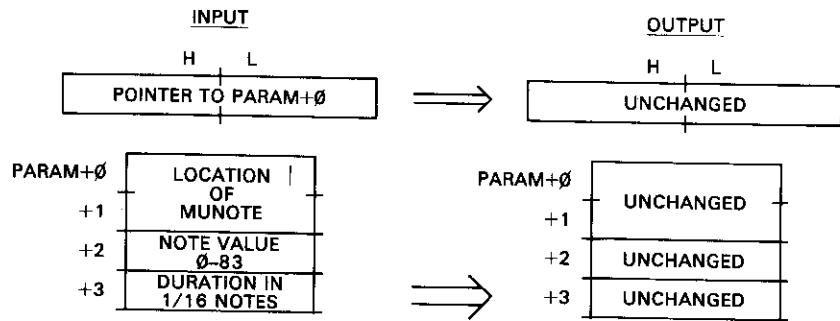 INPUT
H L
POINTER TO PARAM+Ø
PARAM+Ø
+1
+2
+3
LOCATION
OF
MUNOTE
NOTE VALUE
Ø-83
DURATION IN
1/16 NOTES
OUTPUT
H L
UNCHANGED
PARAM+Ø
+1
+2
+3
UNCHANGED
UNCHANGED
UNCHANGED